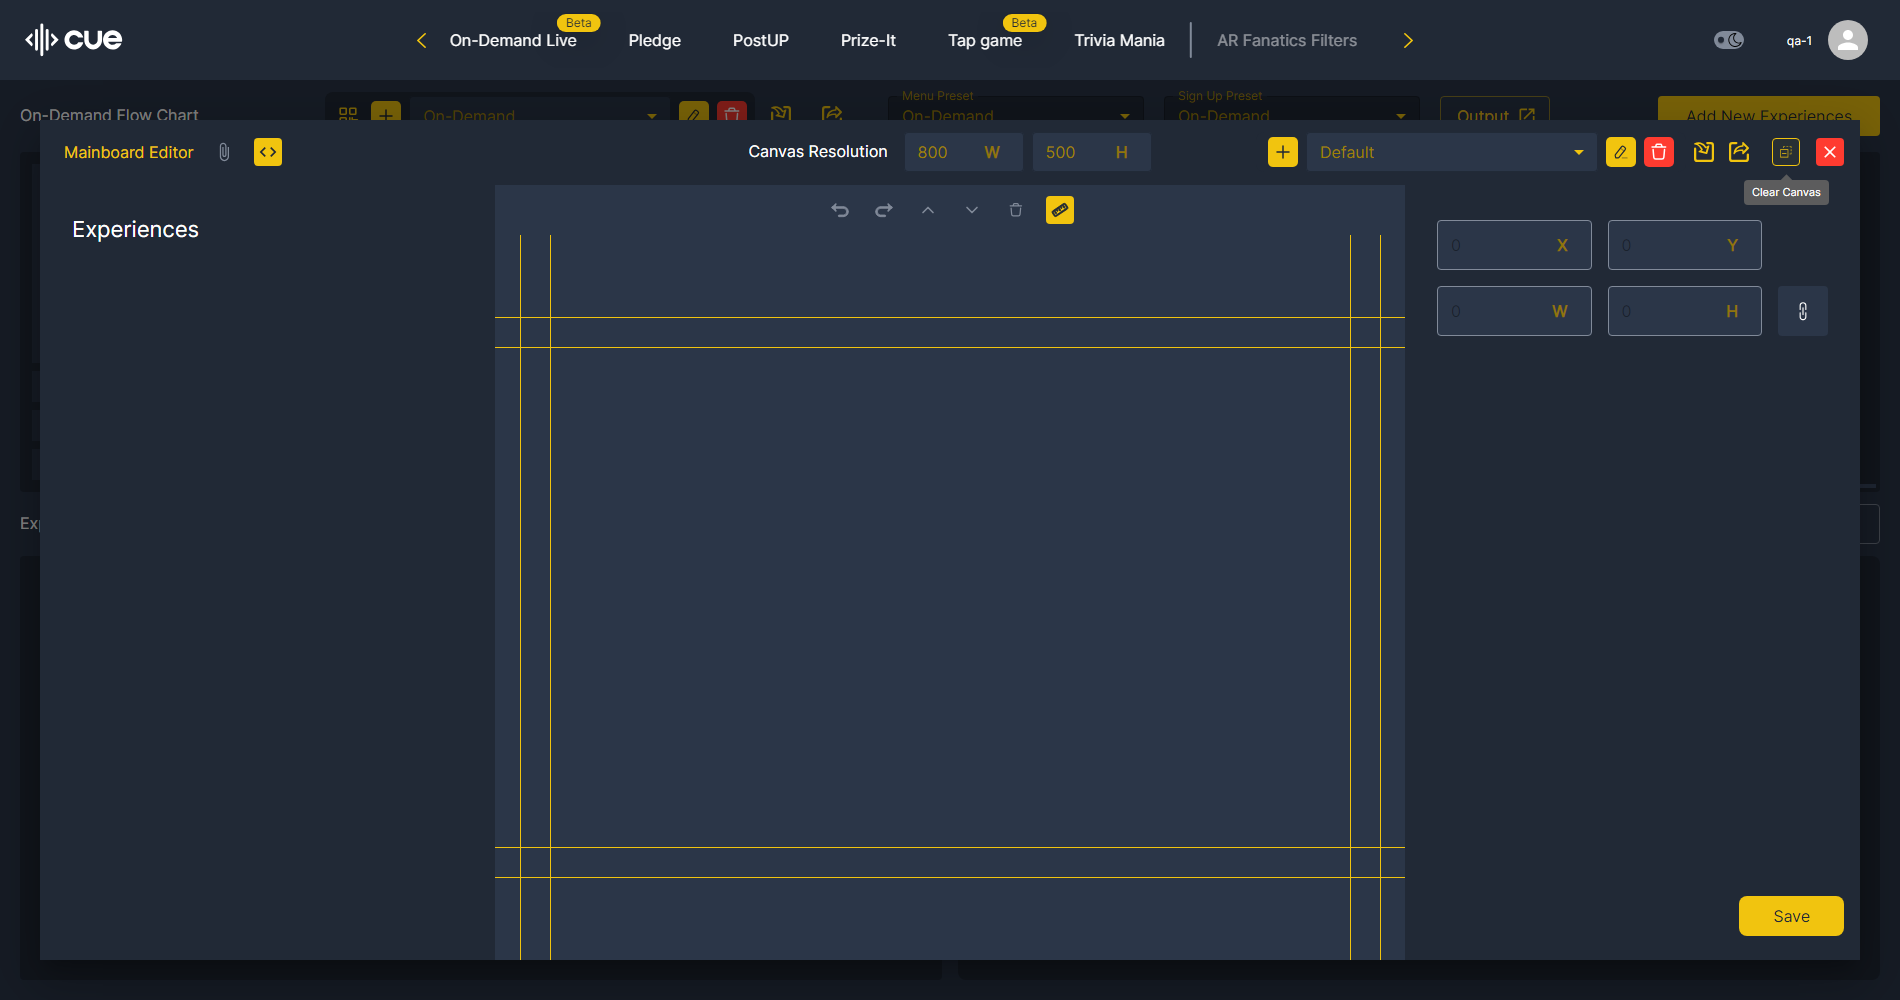 cue
On-Demand Live
Beta
Pledge
PostUP
Prize-It
Tap game
Beta
Trivia Mania
AR Fanatics Filters
qa-1
On-Demand Flow Chart
On-Demand
Menu Preset
On-Demand
Sign Up Preset
On-Demand
Output
Add New Experiences
Mainboard Editor
Canvas Resolution
800 W
500 H
Default
Clear Canvas
Experiences
0 X
0 Y
0 W
0 H
Exp
Save